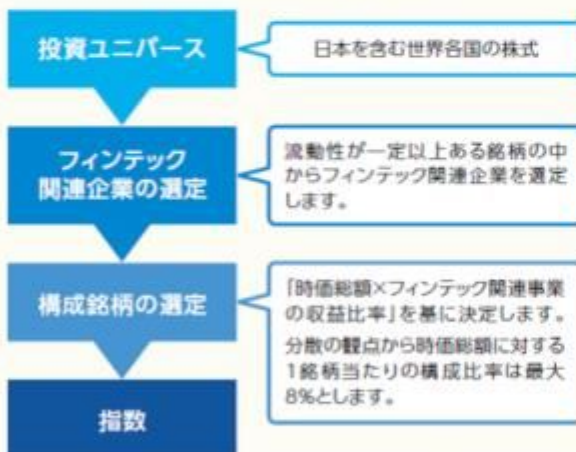 投資ユニバース
日本を含む世界各国の株式
フィンテック
関連企業の選定
流動性が一定以上ある銘柄の中
からフィンテック関連企業を選定
します。
構成銘柄の選定
「時価総額×フィンテック関連事業
の収益比率」を基に決定します。
分散の観点から時価総額に対する
1銘柄当たりの構成比率は最大
8%とします。
指数